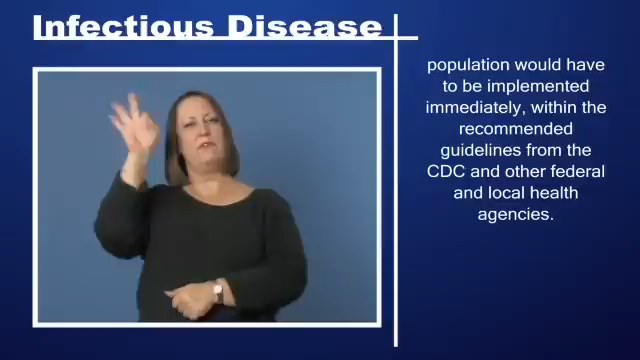 Infectious Disease
population would have
to be implemented
immediately, within the
recommended
guidelines from the
CDC and other federal
and local health
agencies.